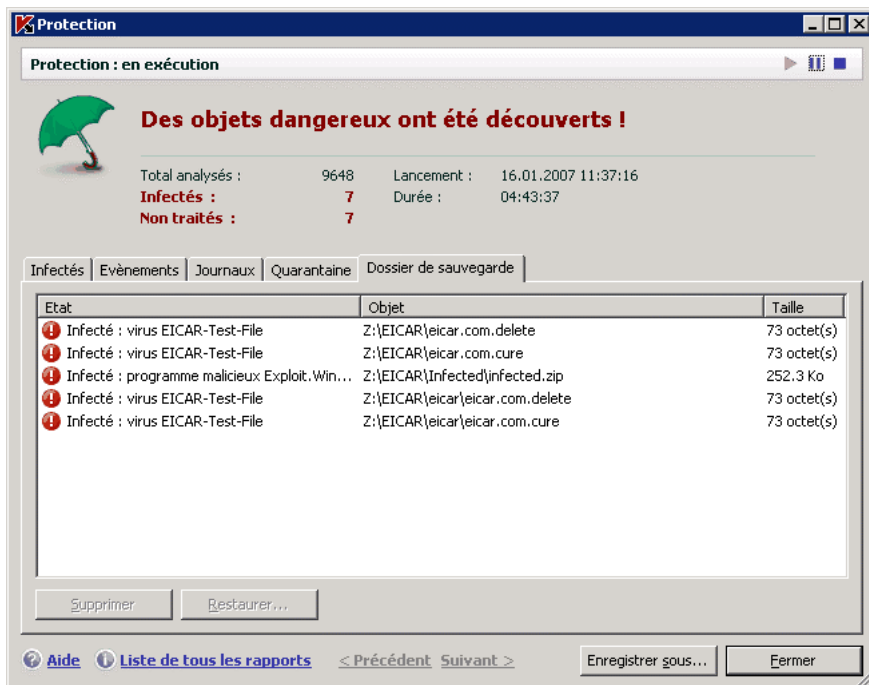 Protection
Protection : en exécution
Des objets dangereux ont été découverts !
Total analysés : 9648 Lancement : 16.01.2007 11:37:16
Infectés : 7 Durée : 04:43:37
Non traités : 7
Infectés Evènements Journaux Quarantaine Dossier de sauvegarde
Etat Objet Taille
Infecté : virus EICAR-Test-File Z:\EICAR\eicar.com.delete 73 octet(s)
Infecté : virus EICAR-Test-File Z:\EICAR\eicar.com.cure 73 octet(s)
Infecté : programme malicieux Exploit.Win... Z:\EICAR\Infected\infected.zip 252.3 Ko
Infecté : virus EICAR-Test-File Z:\EICAR\eicar\eicar.com.delete 73 octet(s)
Infecté : virus EICAR-Test-File Z:\EICAR\eicar\eicar.com.cure 73 octet(s)
Supprimer Restaurer...
Aide Liste de tous les rapports < Précédent Suivant > Enregistrer sous... Fermer